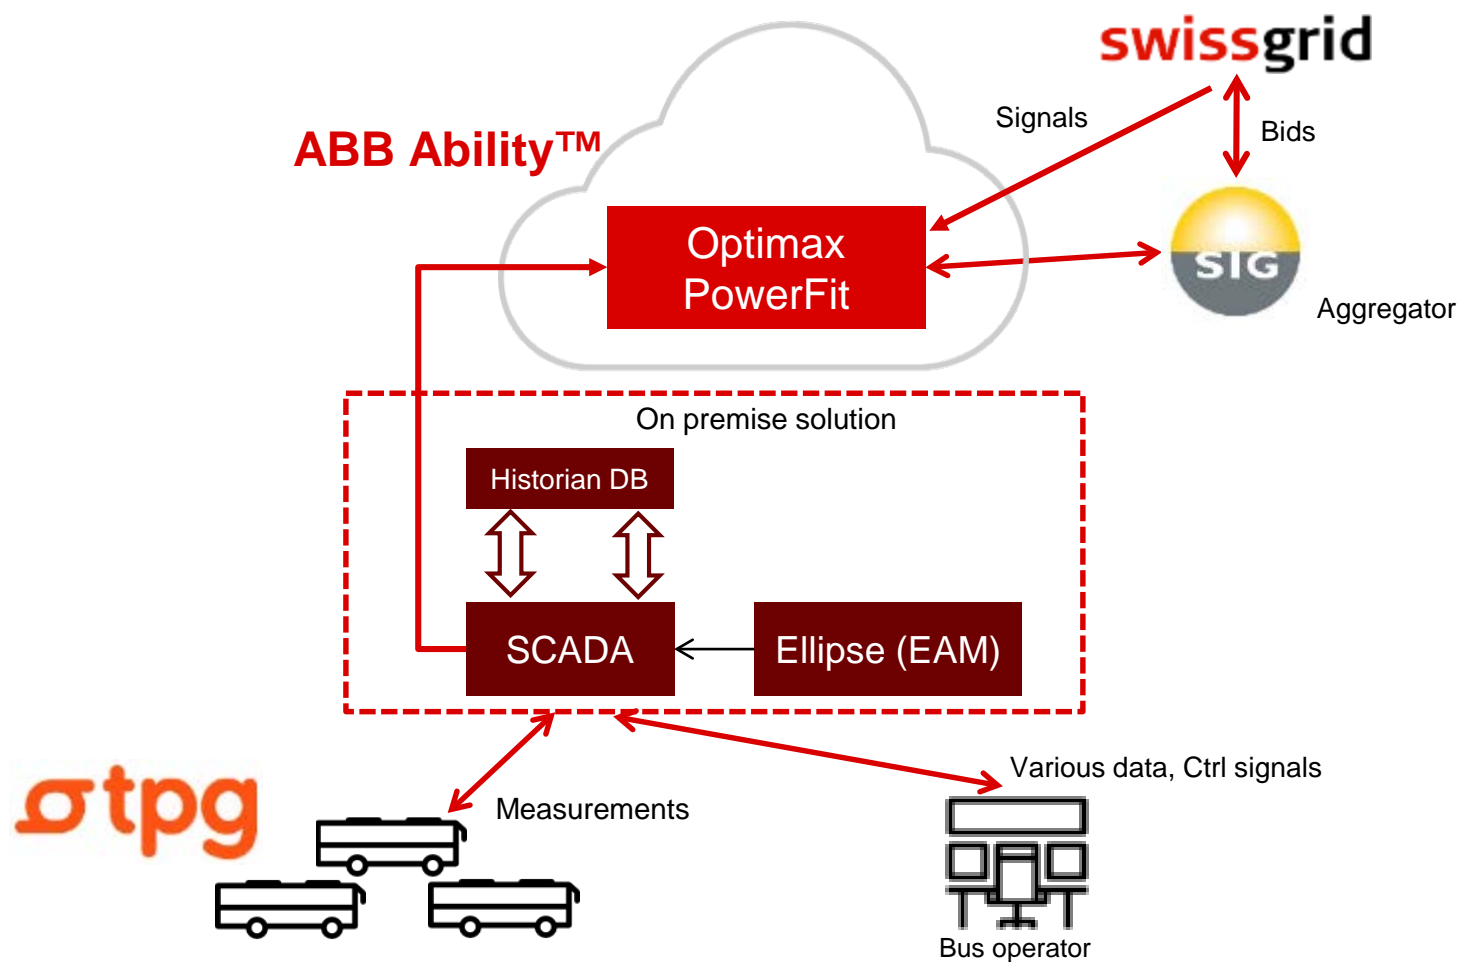 swissgrid
Signals
Bids
ABB Ability™
Optimax
PowerFit
SIG
Aggregator
On premise solution
Historian DB
SCADA
Ellipse (EAM)
Various data, Ctrl signals
tpg
Measurements
Bus operator